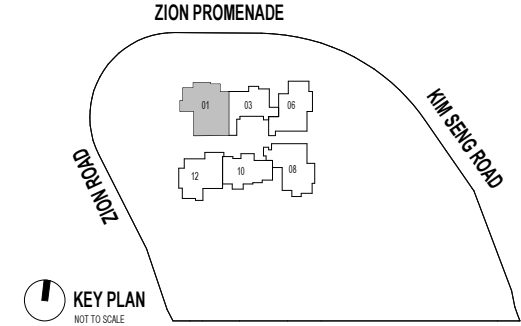 ZION PROMENADE
01
03
06
KIM SENG ROAD
ZION ROAD
12
10
08
KEY PLAN
NOT TO SCALE